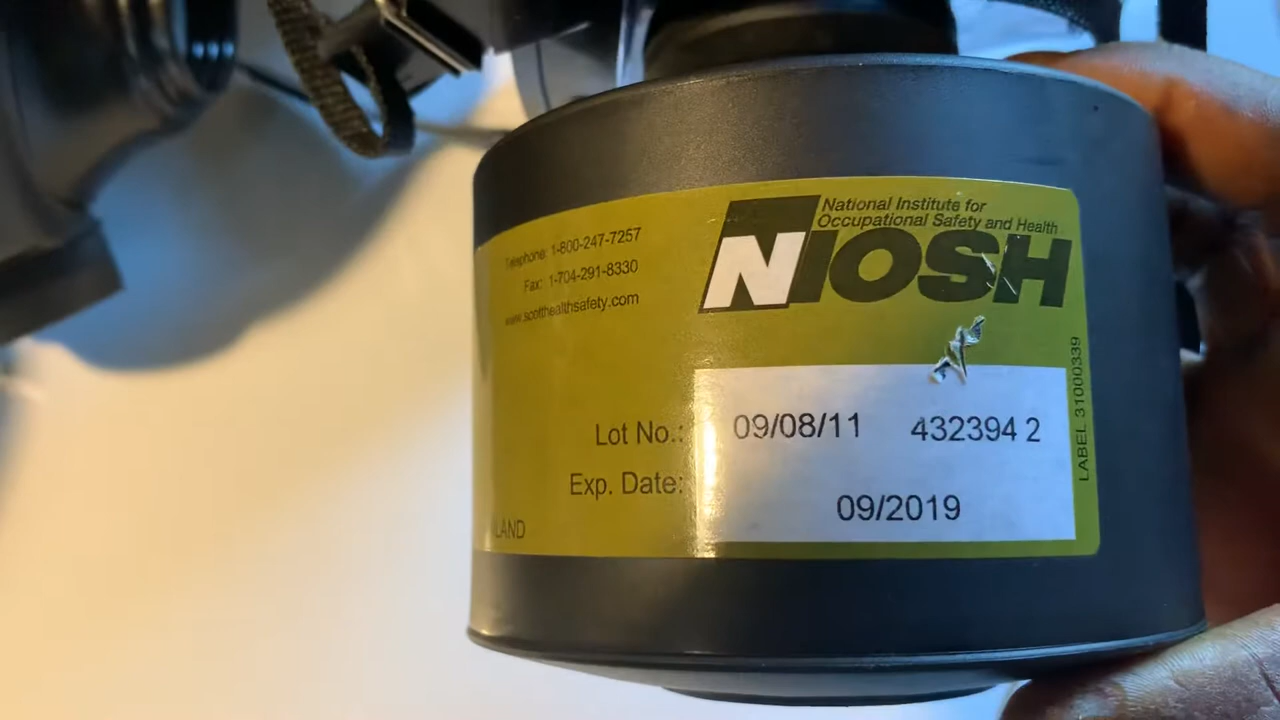 Telephone: 1-800-247-7257
Fax: 1-704-291-8330
www.scotthealthsafety.com
National Institute for
Occupational Safety and Health
NIOSH
LABEL 31000339
Lot No.: 09/08/11 432394 2
Exp. Date: 09/2019